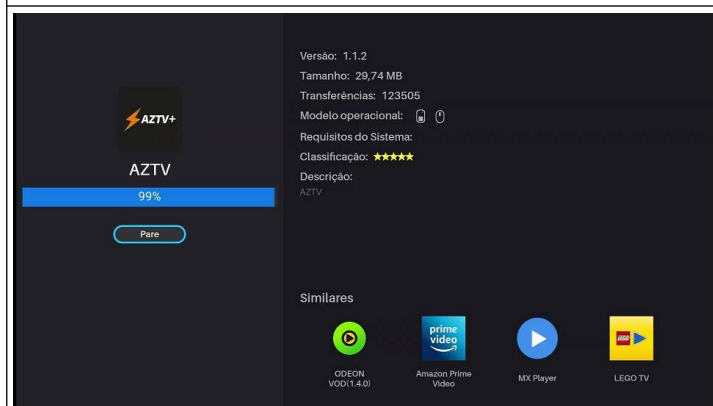 AZTV+
AZTV
99%
Pare
Versão: 1.1.2
Tamanho: 29,74 MB
Transferências: 123505
Modelo operacional:
Requisitos do Sistema:
Classificação: ★★★★★
Descrição:
AZTV
Similares
ODEON
VOD(1.4.0)
prime
video
Amazon Prime
Video
MX Player
LEGO
LEGO TV